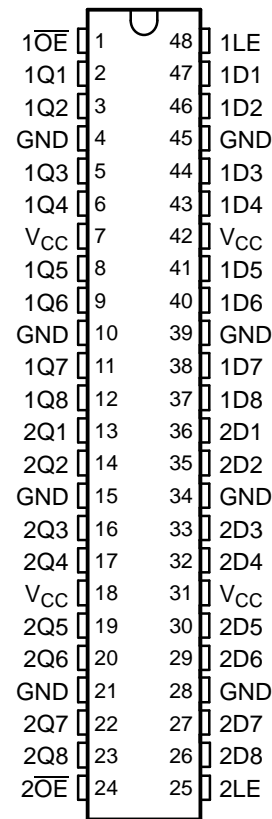 1O̅E̅ 1 48 1LE
1Q1 2 47 1D1
1Q2 3 46 1D2
GND 4 45 GND
1Q3 5 44 1D3
1Q4 6 43 1D4
VCC 7 42 VCC
1Q5 8 41 1D5
1Q6 9 40 1D6
GND 10 39 GND
1Q7 11 38 1D7
1Q8 12 37 1D8
2Q1 13 36 2D1
2Q2 14 35 2D2
GND 15 34 GND
2Q3 16 33 2D3
2Q4 17 32 2D4
VCC 18 31 VCC
2Q5 19 30 2D5
2Q6 20 29 2D6
GND 21 28 GND
2Q7 22 27 2D7
2Q8 23 26 2D8
2O̅E̅ 24 25 2LE